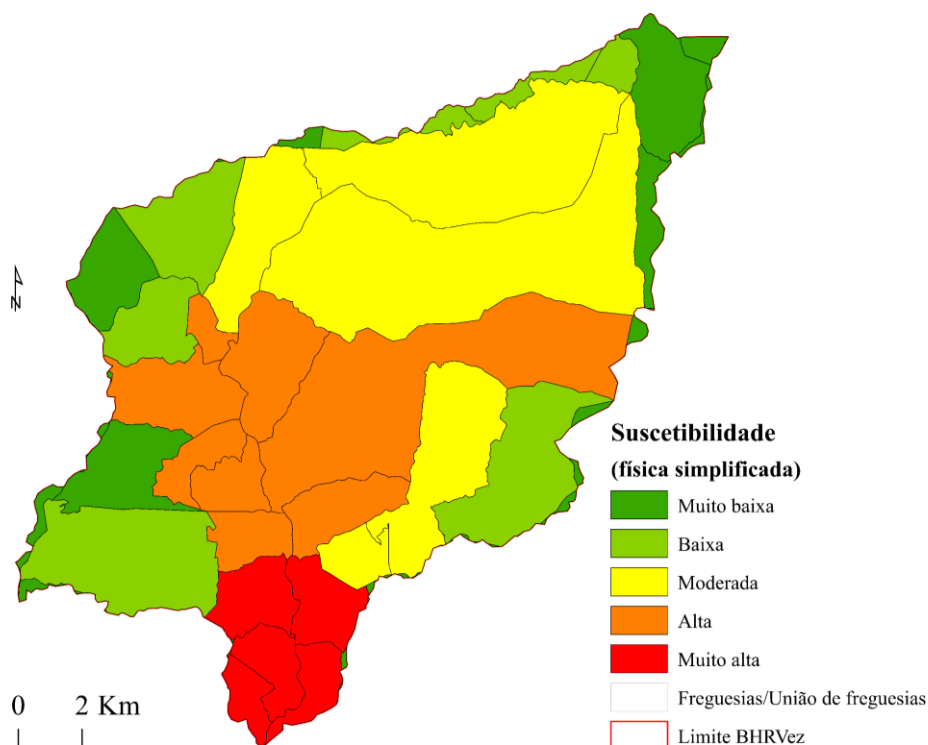 N
Suscetibilidade
(física simplificada)
Muito baixa
Baixa
Moderada
Alta
Muito alta
Freguesias/União de freguesias
Limite BHRVez
0 2 Km